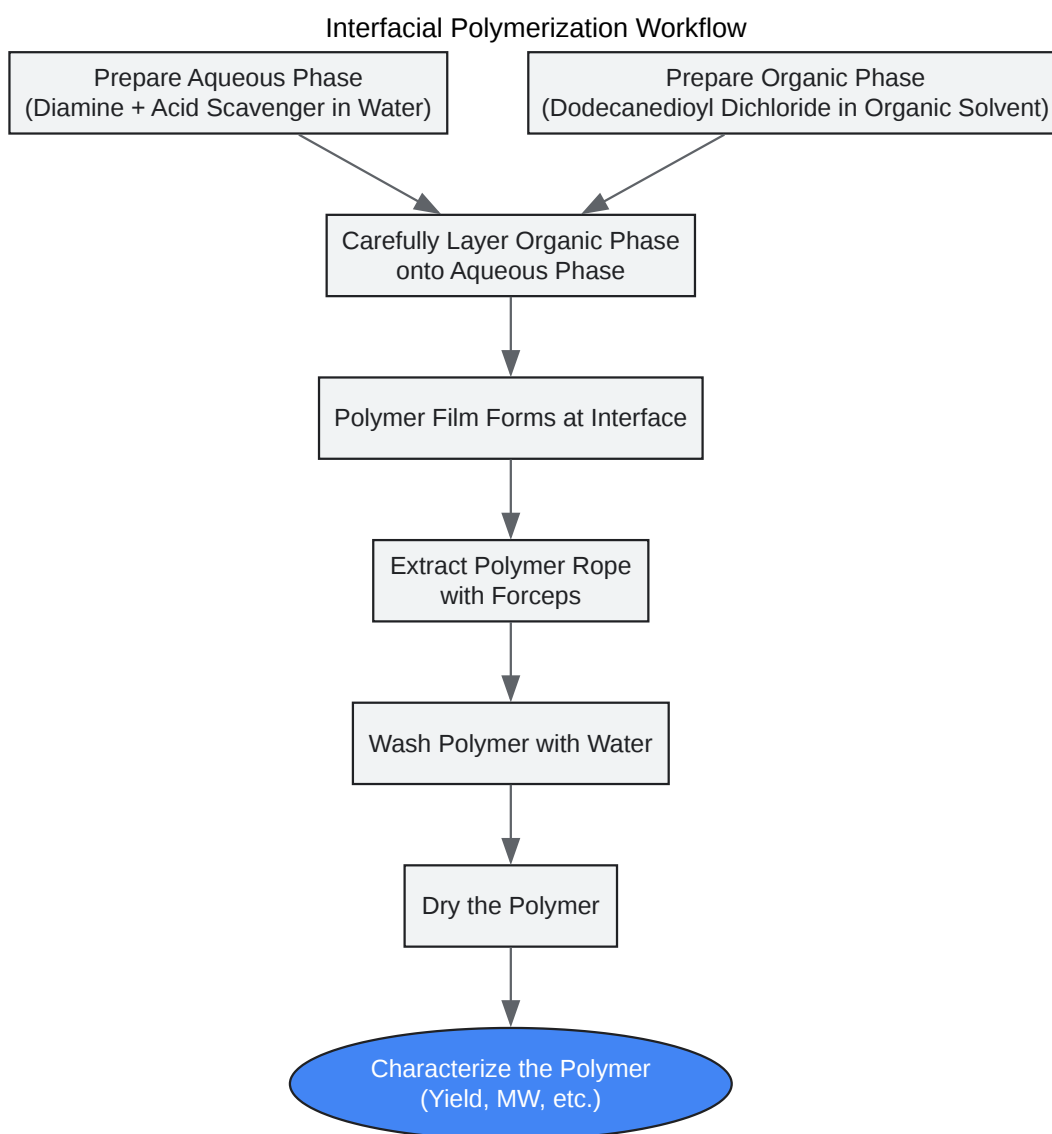 Interfacial Polymerization Workflow
Prepare Aqueous Phase
(Diamine + Acid Scavenger in Water)
Prepare Organic Phase
(Dodecanedioyl Dichloride in Organic Solvent)
Carefully Layer Organic Phase
onto Aqueous Phase
Polymer Film Forms at Interface
Extract Polymer Rope
with Forceps
Wash Polymer with Water
Dry the Polymer
Characterize the Polymer
(Yield, MW, etc.)